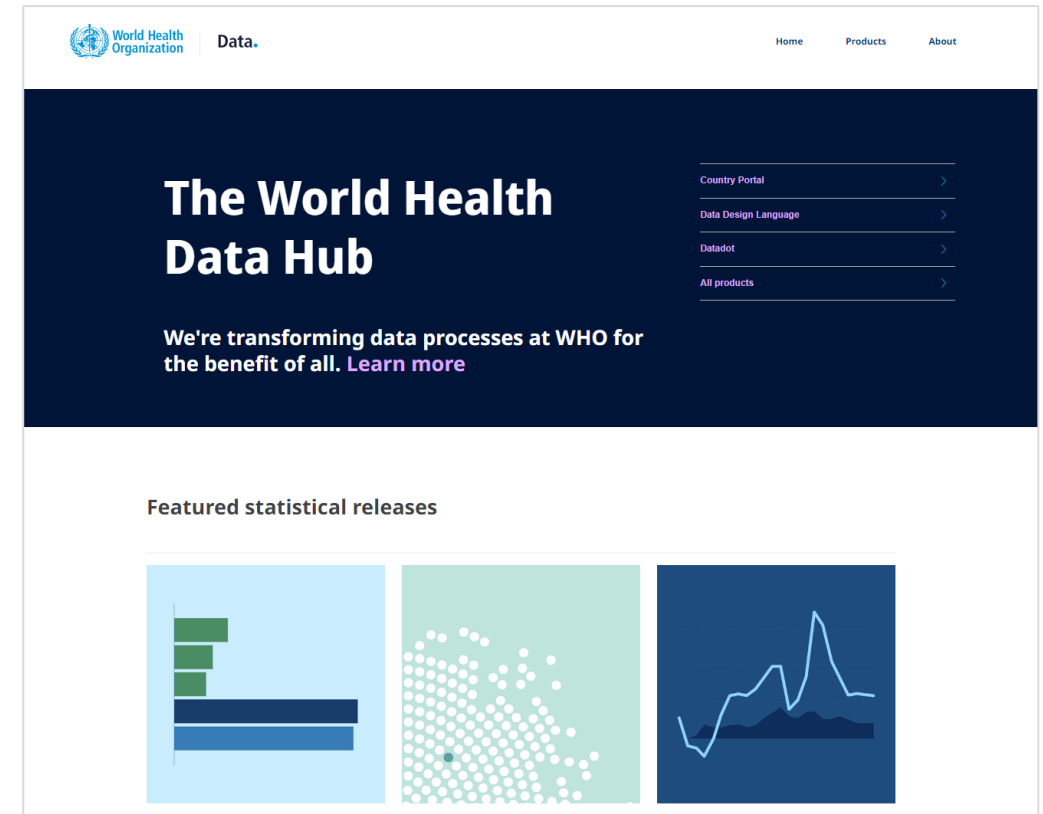 World Health
Organization
Data.
Home
Products
About
The World Health
Data Hub
We're transforming data processes at WHO for
the benefit of all. Learn more
Country Portal
Data Design Language
Datadot
All products
Featured statistical releases